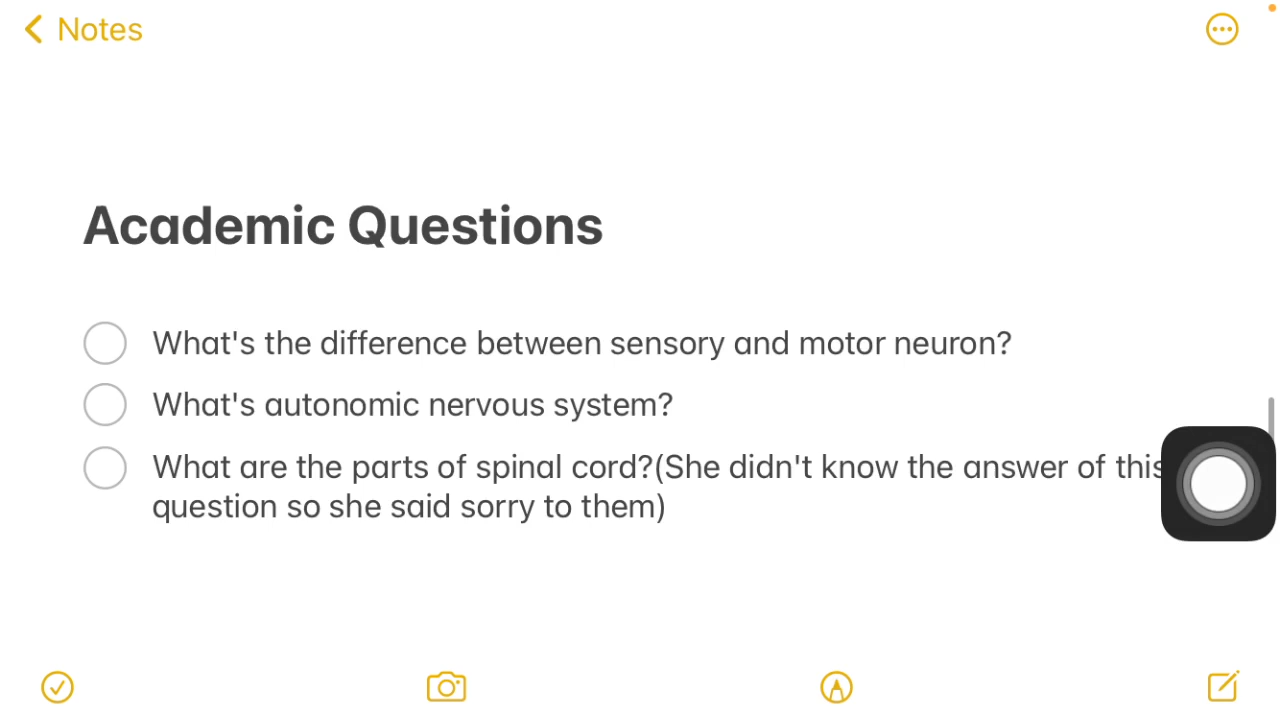 Notes
Academic Questions
What's the difference between sensory and motor neuron?
What's autonomic nervous system?
What are the parts of spinal cord?(She didn't know the answer of this
question so she said sorry to them)